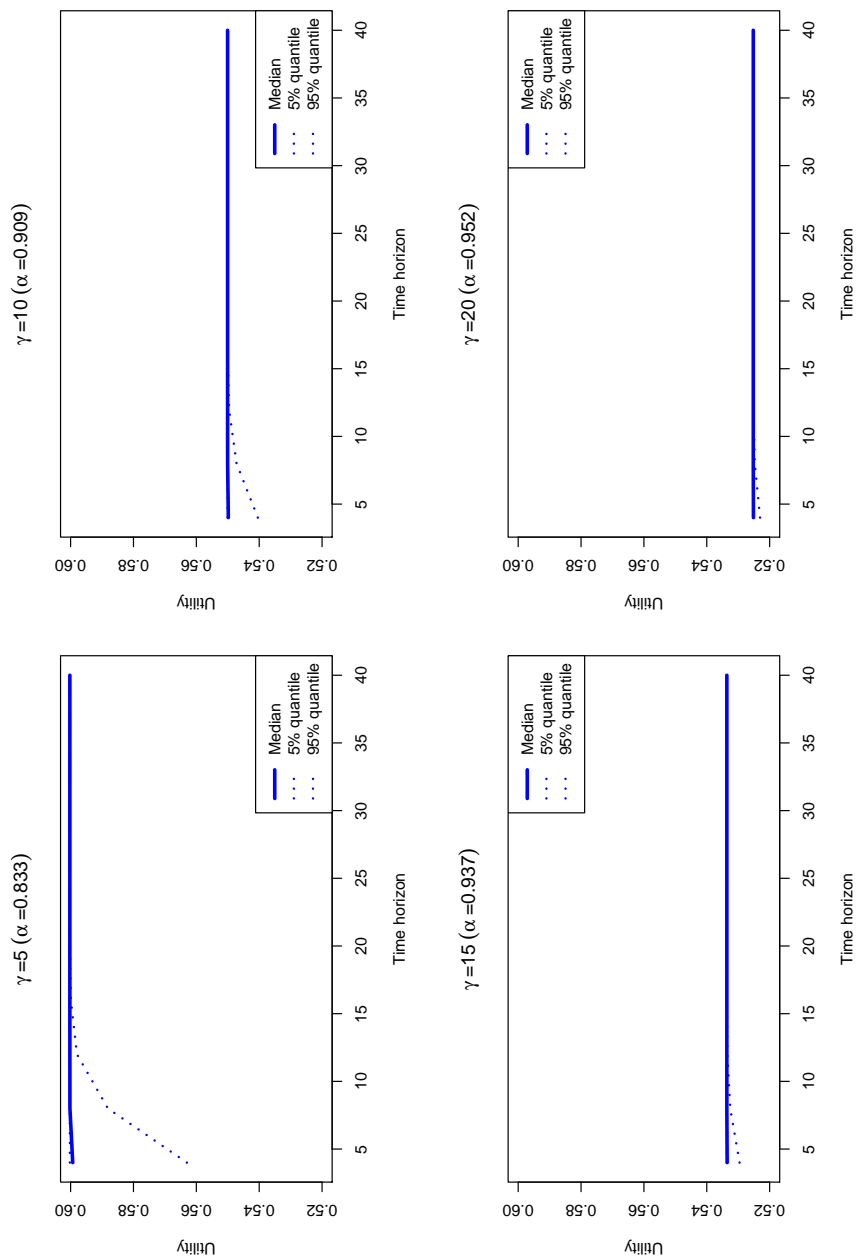 γ =5 ( α =0.833)
Utility
0.52 0.54 0.56 0.58 0.60
5 10 15 20 25 30 35 40
Time horizon
Median
5% quantile
95% quantile
γ =10 ( α =0.909)
Utility
0.52 0.54 0.56 0.58 0.60
5 10 15 20 25 30 35 40
Time horizon
Median
5% quantile
95% quantile
γ =15 ( α =0.937)
Utility
0.52 0.54 0.56 0.58 0.60
5 10 15 20 25 30 35 40
Time horizon
Median
5% quantile
95% quantile
γ =20 ( α =0.952)
Utility
0.52 0.54 0.56 0.58 0.60
5 10 15 20 25 30 35 40
Time horizon
Median
5% quantile
95% quantile